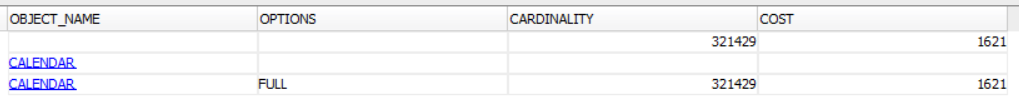 OBJECT_NAME OPTIONS CARDINALITY COST
321429 1621
CALENDAR
CALENDAR FULL 321429 1621